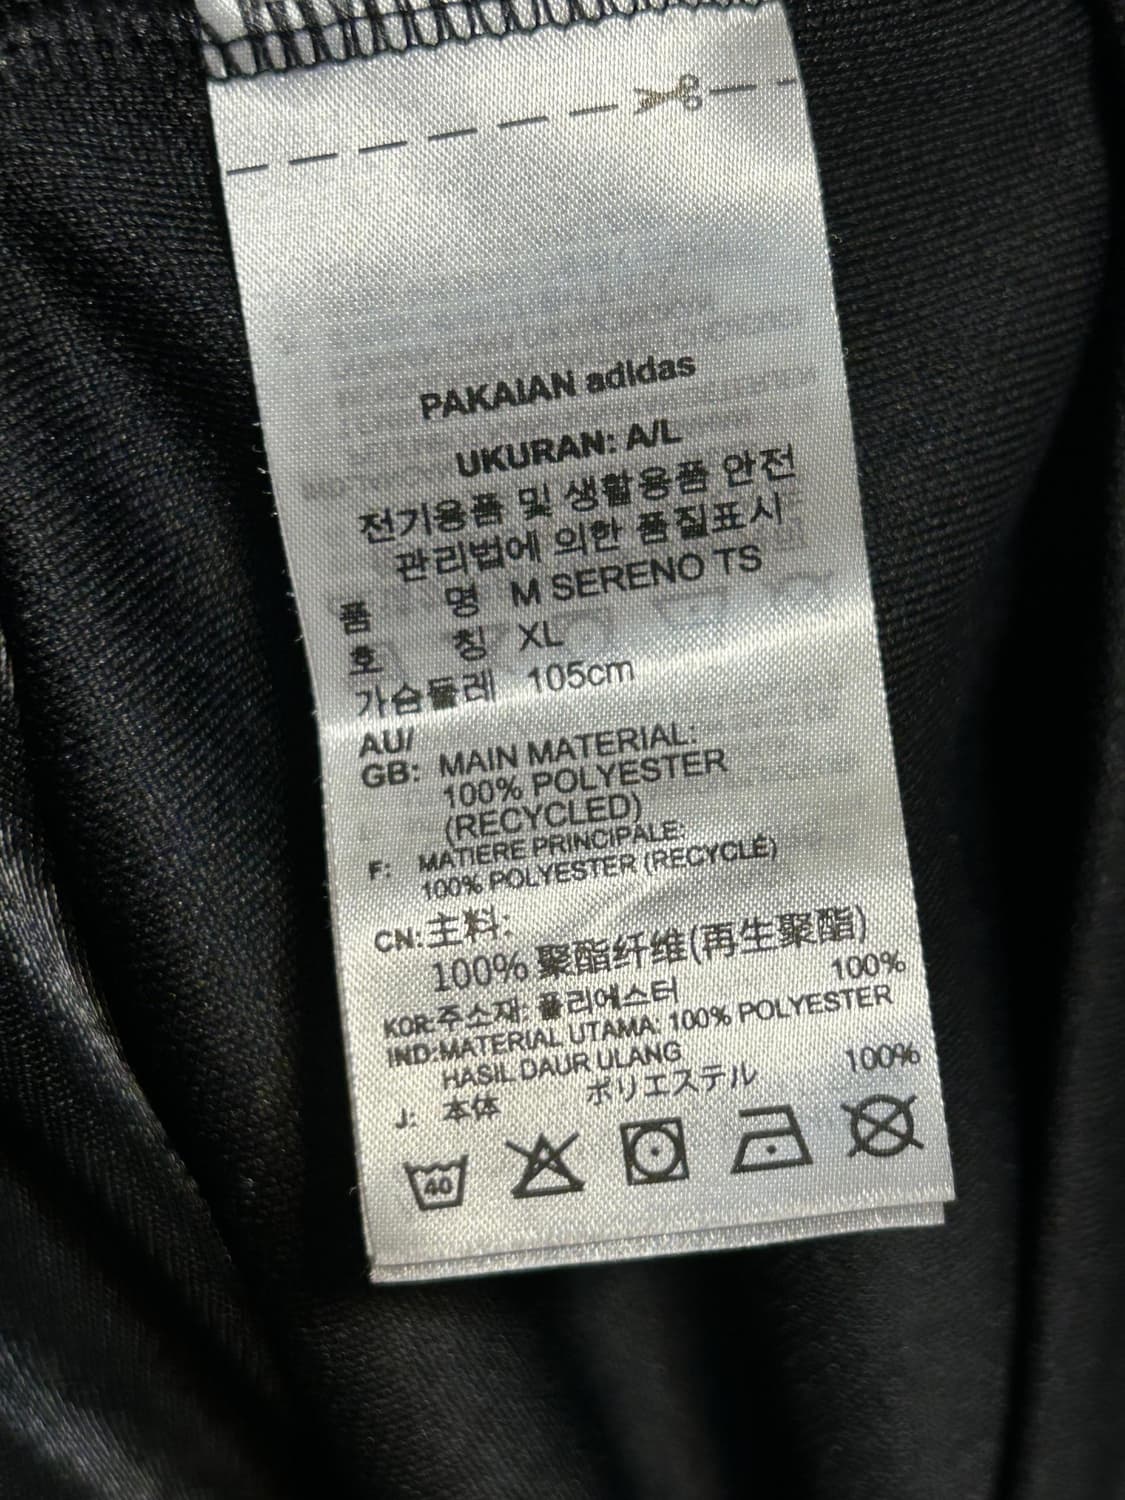 PAKAIAN adidas
UKURAN: A/L
전기용품 및 생활용품 안전
관리법에 의한 품질표시
품 명 M SERENO TS
호 칭 XL
가슴둘레 105cm
AU/
GB: MAIN MATERIAL:
100% POLYESTER
(RECYCLED)
F: MATIERE PRINCIPALE:
100% POLYESTER (RECYCLÉ)
CN: 主料:
100% 聚酯纤维(再生聚酯)
KOR: 주소재: 폴리에스터 100%
IND: MATERIAL UTAMA: 100% POLYESTER
HASIL DAUR ULANG
J: 本体 ポリエステル 100%
40